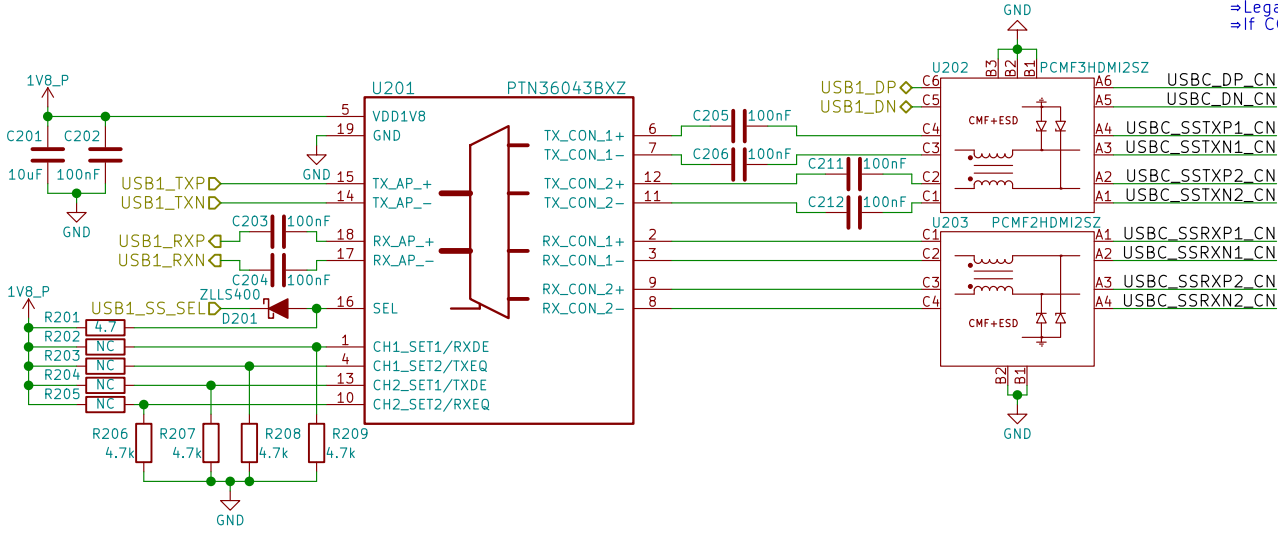 GND
⇒Lega
⇒If C
1V8_P
C201 C202
10uF 100nF
GND
U201 PTN36043BXZ
5 VDD1V8
19 GND
GND
USB1_TXP 15 TX_AP_+
USB1_TXN 14 TX_AP_-
C203 100nF
USB1_RXP 18 RX_AP_+
USB1_RXN 17 RX_AP_-
C204 100nF
1V8_P
ZLLS400
USB1_SS_SEL 16 SEL
D201
R201 4.7
R202 NC 1 CH1_SET1/RXDE
R203 NC 4 CH1_SET2/TXEQ
R204 NC 13 CH2_SET1/TXDE
R205 NC 10 CH2_SET2/RXEQ
R206 R207 R208 R209
4.7k 4.7k 4.7k 4.7k
GND
TX_CON_1+ 6
TX_CON_1- 7
TX_CON_2+ 12
TX_CON_2- 11
RX_CON_1+ 2
RX_CON_1- 3
RX_CON_2+ 9
RX_CON_2- 8
C205 100nF
C206 100nF
C211 100nF
C212 100nF
USB1_DP
USB1_DN
U202 B3 B2 B1 PCMF3HDMI2SZ
C6 A6 USBC_DP_CN
C5 A5 USBC_DN_CN
CMF+ESD
C4 A4 USBC_SSTXP1_CN
C3 A3 USBC_SSTXN1_CN
C2 A2 USBC_SSTXP2_CN
C1 A1 USBC_SSTXN2_CN
U203 PCMF2HDMI2SZ
C1 A1 USBC_SSRXP1_CN
C2 A2 USBC_SSRXN1_CN
C3 A3 USBC_SSRXP2_CN
C4 A4 USBC_SSRXN2_CN
CMF+ESD
B2 B1
GND